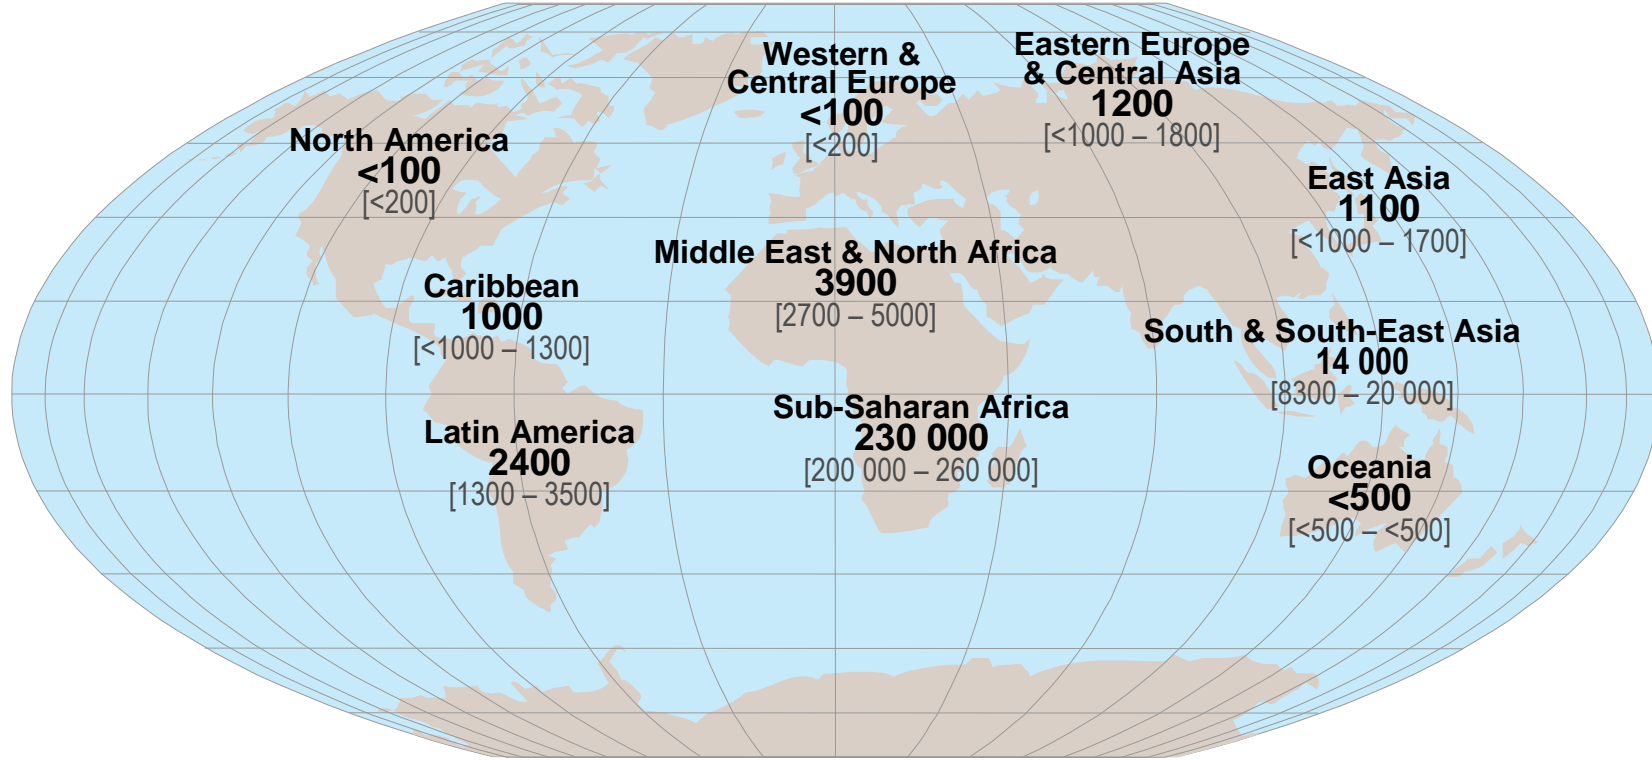 Western &
Central Europe
<100
[<200]
Eastern Europe
& Central Asia
1200
[<1000 – 1800]
North America
<100
[<200]
East Asia
1100
[<1000 – 1700]
Middle East & North Africa
3900
[2700 – 5000]
Caribbean
1000
[<1000 – 1300]
South & South-East Asia
14 000
[8300 – 20 000]
Sub-Saharan Africa
230 000
[200 000 – 260 000]
Latin America
2400
[1300 – 3500]
Oceania
<500
[<500 – <500]